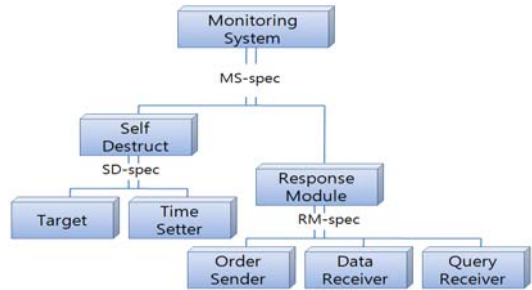 Monitoring
System
MS-spec
Self
Destruct
SD-spec
Target
Time
Setter
Response
Module
RM-spec
Order
Sender
Data
Receiver
Query
Receiver